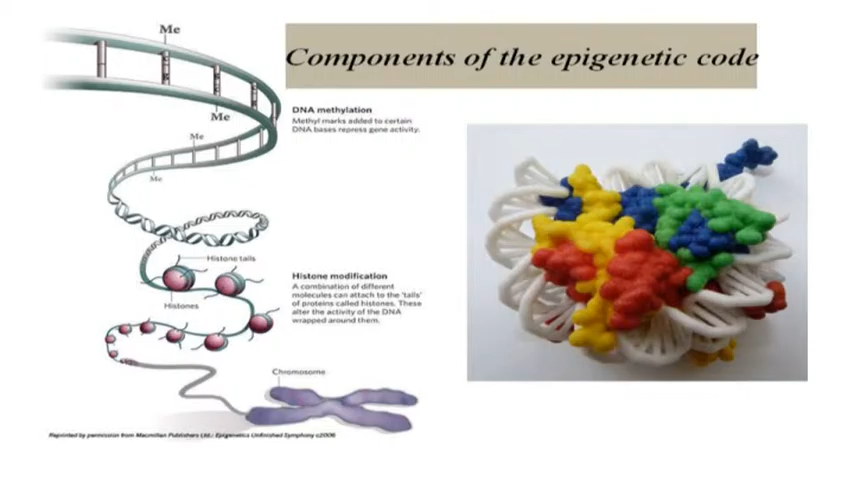 Components of the epigenetic code
Me
Me
Me
Me
DNA methylation
Methyl marks added to certain
DNA bases repress gene activity.
Histone tails
Histones
Histone modification
A combination of different
molecules can attach to the 'tails'
of proteins called histones. These
alter the activity of the DNA
wrapped around them.
Chromosome
Reprinted by permission from Macmillan Publishers Ltd.: Epigenetics Unfinished Symphony c2006